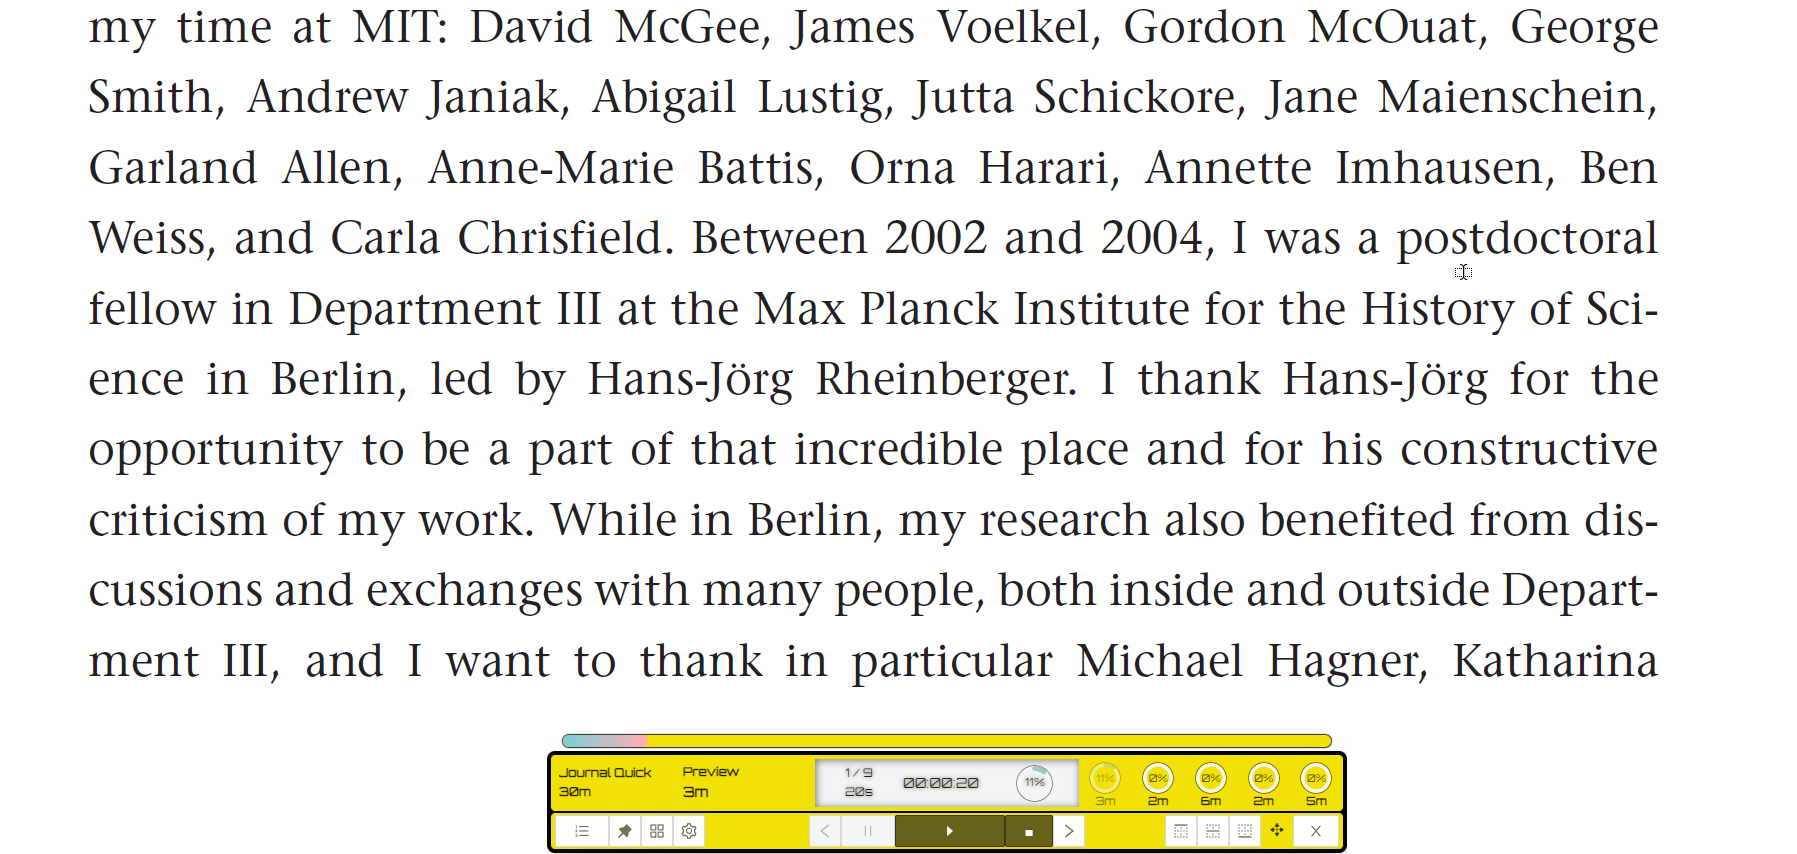 my time at MIT: David McGee, James Voelkel, Gordon McOuat, George
Smith, Andrew Janiak, Abigail Lustig, Jutta Schickore, Jane Maienschein,
Garland Allen, Anne-Marie Battis, Orna Harari, Annette Imhausen, Ben
Weiss, and Carla Chrisfield. Between 2002 and 2004, I was a postdoctoral
fellow in Department III at the Max Planck Institute for the History of Sci-
ence in Berlin, led by Hans-Jörg Rheinberger. I thank Hans-Jörg for the
opportunity to be a part of that incredible place and for his constructive
criticism of my work. While in Berlin, my research also benefited from dis-
cussions and exchanges with many people, both inside and outside Depart-
ment III, and I want to thank in particular Michael Hagner, Katharina
Journal Quick Preview 1/9 00:00:20 11% 11% 0% 0% 0% 0%
30m 3m 20s 3m 2m 6m 2m 5m